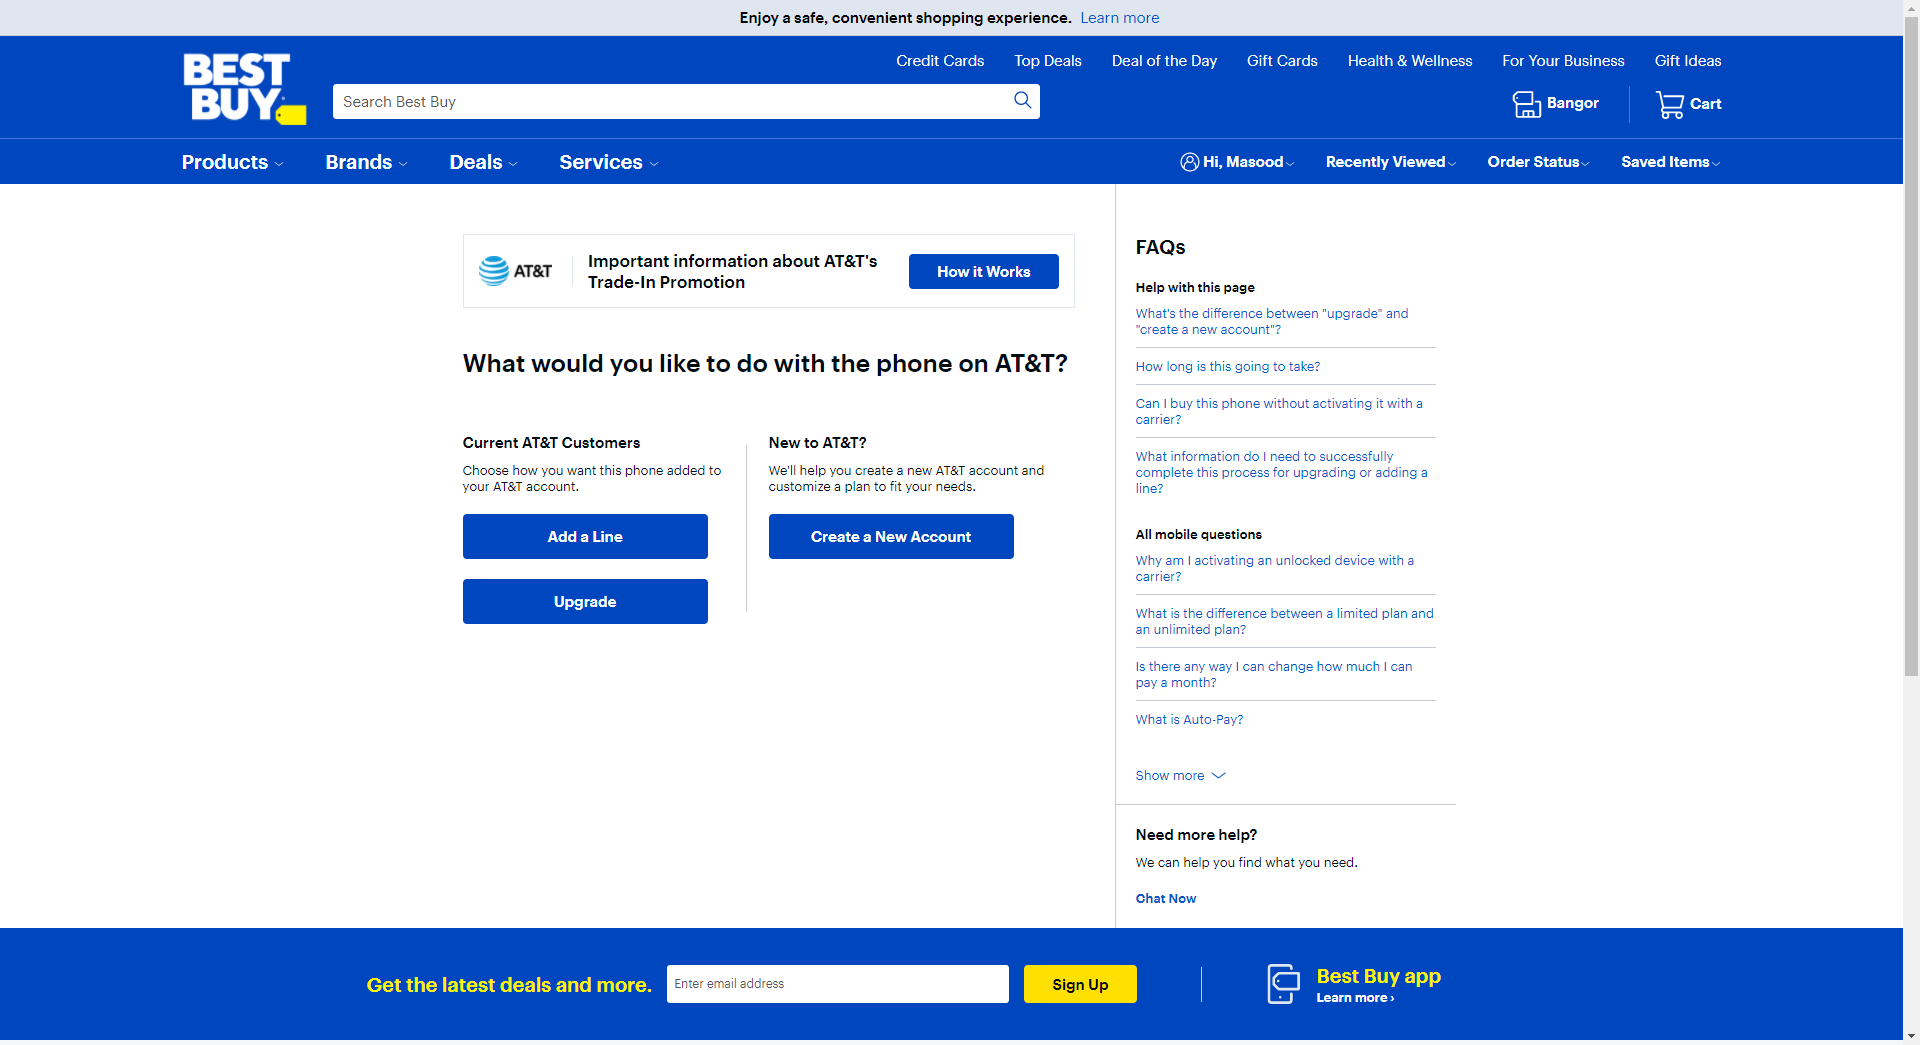 Enjoy a safe, convenient shopping experience. Learn more
BEST
BUY
Credit Cards Top Deals Deal of the Day Gift Cards Health & Wellness For Your Business Gift Ideas
Search Best Buy
Bangor
Cart
Products Brands Deals Services
Hi, Masood Recently Viewed Order Status Saved Items
AT&T
Important information about AT&T's
Trade-In Promotion
How it Works
What would you like to do with the phone on AT&T?
Current AT&T Customers
Choose how you want this phone added to
your AT&T account.
Add a Line
Upgrade
New to AT&T?
We'll help you create a new AT&T account and
customize a plan to fit your needs.
Create a New Account
FAQs
Help with this page
What's the difference between "upgrade" and
"create a new account"?
How long is this going to take?
Can I buy this phone without activating it with a
carrier?
What information do I need to successfully
complete this process for upgrading or adding a
line?
All mobile questions
Why am I activating an unlocked device with a
carrier?
What is the difference between a limited plan and
an unlimited plan?
Is there any way I can change how much I can
pay a month?
What is Auto-Pay?
Show more
Need more help?
We can help you find what you need.
Chat Now
Get the latest deals and more.
Enter email address
Sign Up
Best Buy app
Learn more ›